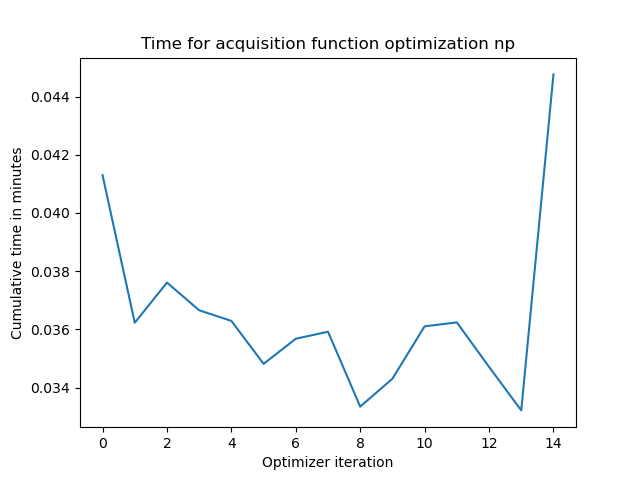 Time for acquisition function optimization np
Cumulative time in minutes
0.044
0.042
0.040
0.038
0.036
0.034
0 2 4 6 8 10 12 14
Optimizer iteration